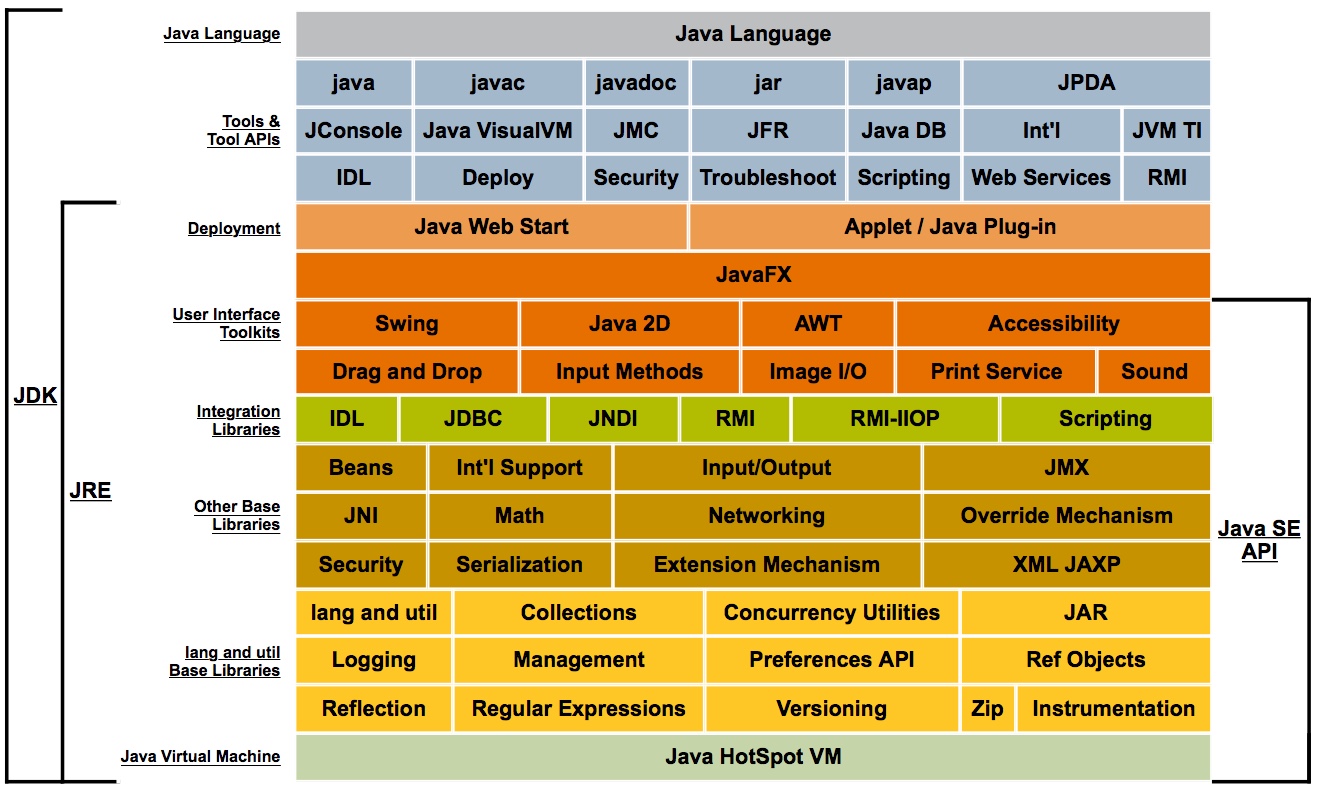 Java Language
Java Language
java javac javadoc jar javap JPDA
Tools &
Tool APIs
JConsole Java VisualVM JMC JFR Java DB Int'l JVM TI
IDL Deploy Security Troubleshoot Scripting Web Services RMI
Deployment
Java Web Start Applet / Java Plug-in
JavaFX
User Interface
Toolkits
Swing Java 2D AWT Accessibility
Drag and Drop Input Methods Image I/O Print Service Sound
JDK
Integration
Libraries
IDL JDBC JNDI RMI RMI-IIOP Scripting
Beans Int'l Support Input/Output JMX
JRE
Other Base
Libraries
JNI Math Networking Override Mechanism
Java SE
API
Security Serialization Extension Mechanism XML JAXP
lang and util Collections Concurrency Utilities JAR
lang and util
Base Libraries
Logging Management Preferences API Ref Objects
Reflection Regular Expressions Versioning Zip Instrumentation
Java Virtual Machine
Java HotSpot VM